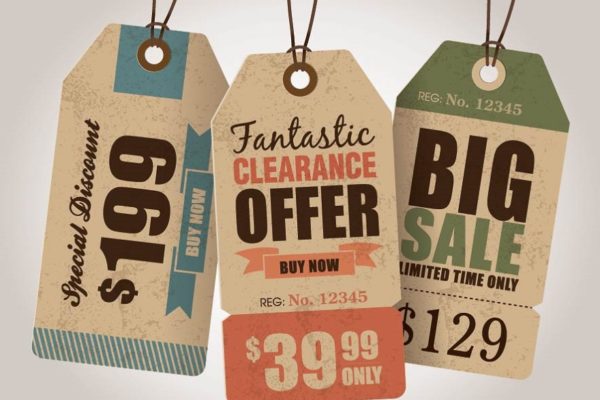 Special Discount
$199
BUY NOW
Fantastic
CLEARANCE
OFFER
BUY NOW
REG: No. 12345
$39.99
ONLY
REG: No. 12345
BIG
SALE
LIMITED TIME ONLY
$129